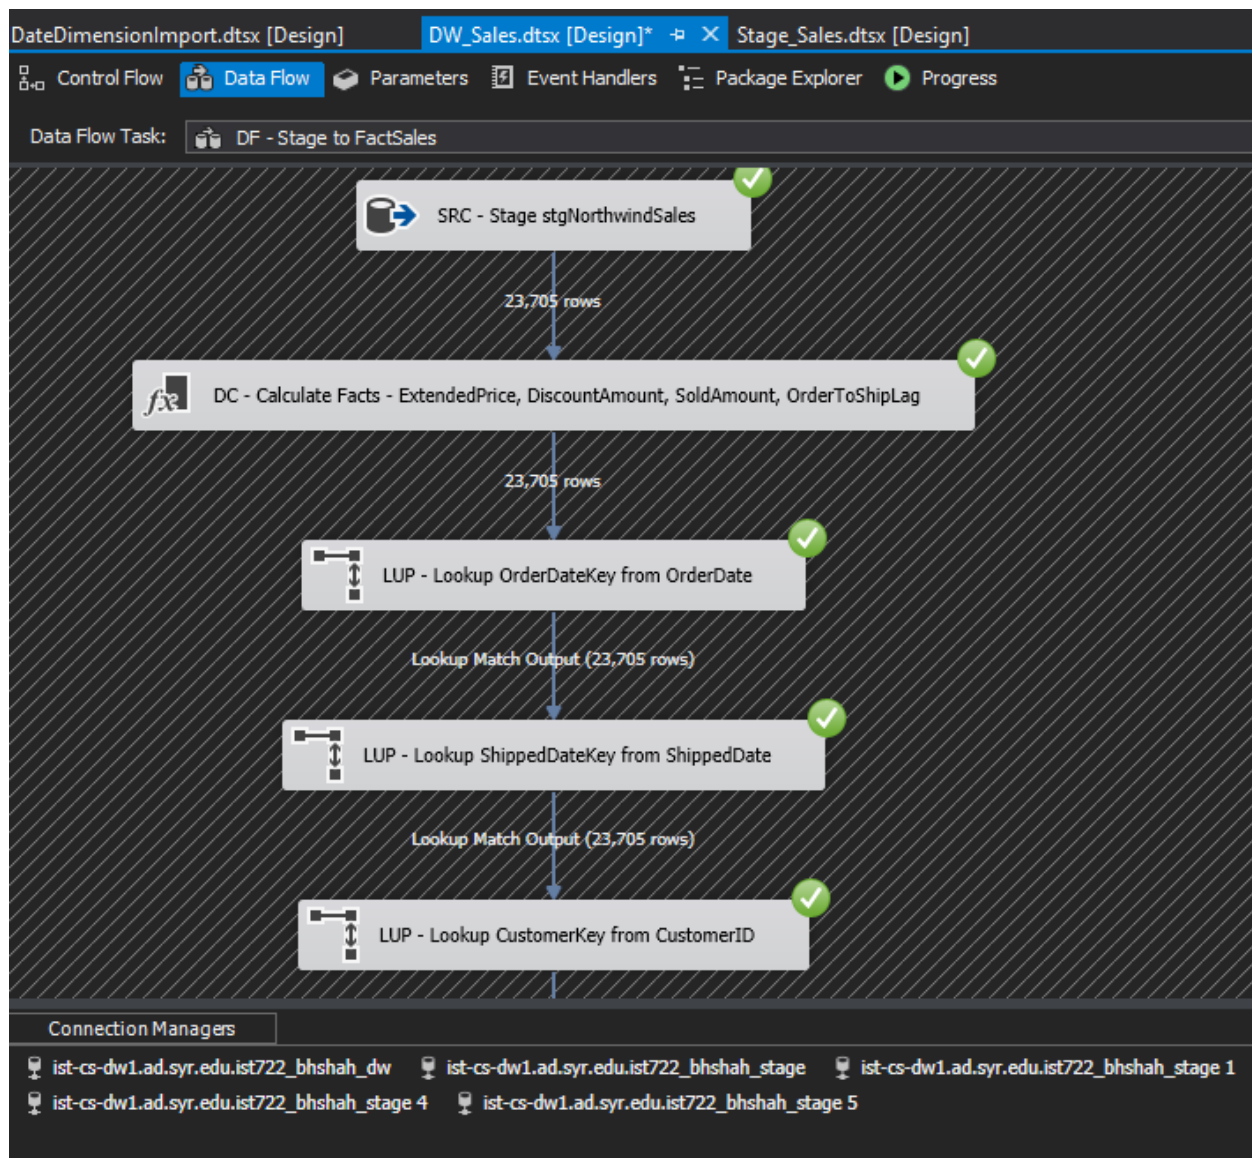 DateDimensionImport.dtsx [Design] DW_Sales.dtsx [Design]* Stage_Sales.dtsx [Design]
Control Flow Data Flow Parameters Event Handlers Package Explorer Progress
Data Flow Task: DF - Stage to FactSales
SRC - Stage stgNorthwindSales
23,705 rows
fx DC - Calculate Facts - ExtendedPrice, DiscountAmount, SoldAmount, OrderToShipLag
23,705 rows
LUP - Lookup OrderDateKey from OrderDate
Lookup Match Output (23,705 rows)
LUP - Lookup ShippedDateKey from ShippedDate
Lookup Match Output (23,705 rows)
LUP - Lookup CustomerKey from CustomerID
Connection Managers
ist-cs-dw1.ad.syr.edu.ist722_bhshah_dw ist-cs-dw1.ad.syr.edu.ist722_bhshah_stage ist-cs-dw1.ad.syr.edu.ist722_bhshah_stage 1
ist-cs-dw1.ad.syr.edu.ist722_bhshah_stage 4 ist-cs-dw1.ad.syr.edu.ist722_bhshah_stage 5